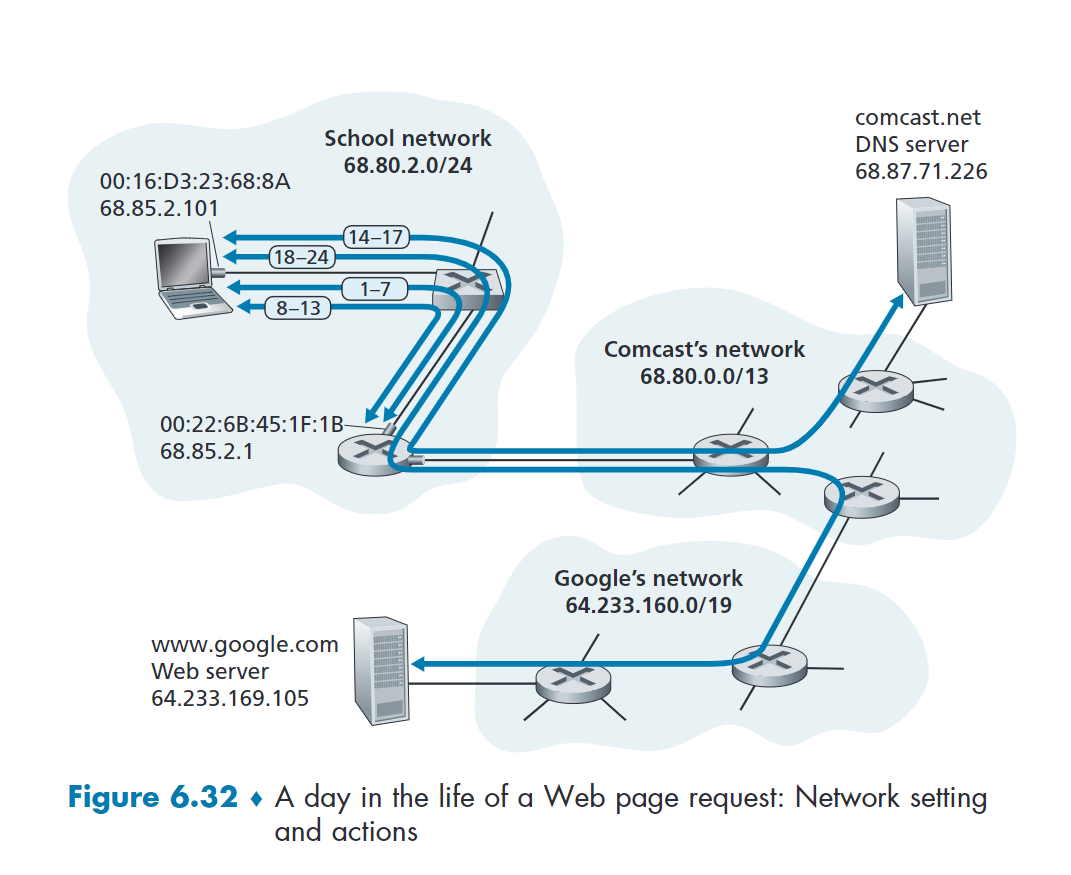 School network
68.80.2.0/24
00:16:D3:23:68:8A
68.85.2.101
14–17
18–24
1–7
8–13
00:22:6B:45:1F:1B
68.85.2.1
comcast.net
DNS server
68.87.71.226
Comcast’s network
68.80.0.0/13
Google’s network
64.233.160.0/19
www.google.com
Web server
64.233.169.105
Figure 6.32 ♦ A day in the life of a Web page request: Network setting
and actions